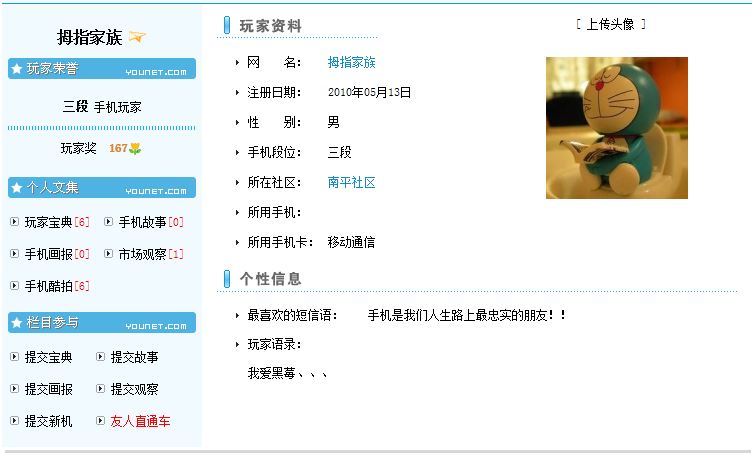 拇指家族
玩家荣誉 YOUNET.COM
三段 手机玩家
玩家奖 167
个人文集 YOUNET.COM
玩家宝典[6] 手机故事[0]
手机画报[0] 市场观察[1]
手机酷拍[6]
栏目参与 YOUNET.COM
提交宝典 提交故事
提交画报 提交观察
提交新机 友人直通车
玩家资料
网　　名： 拇指家族
注册日期： 2010年05月13日
性　　别： 男
手机段位： 三段
所在社区： 南平社区
所用手机：
所用手机卡： 移动通信
[ 上传头像 ]
个性信息
最喜欢的短信语： 手机是我们人生路上最忠实的朋友！！
玩家语录：
我爱黑莓、、、